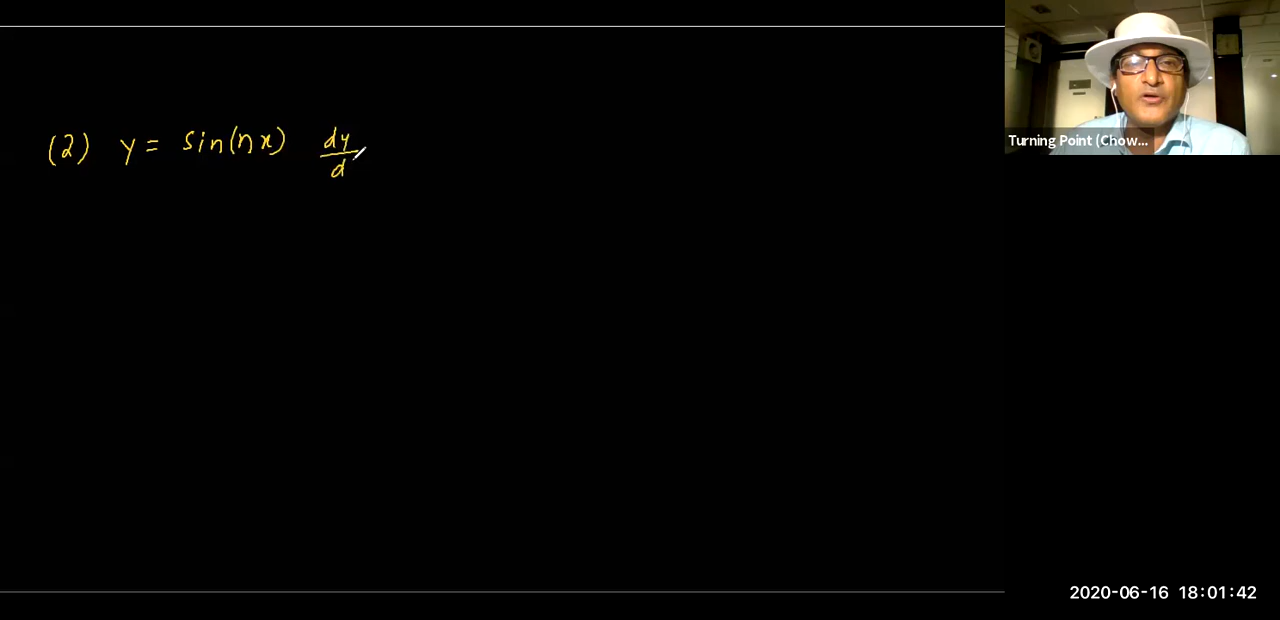 (2) y = sin(nx) dy/d
Turning Point (Chow...
2020-06-16 18:01:42